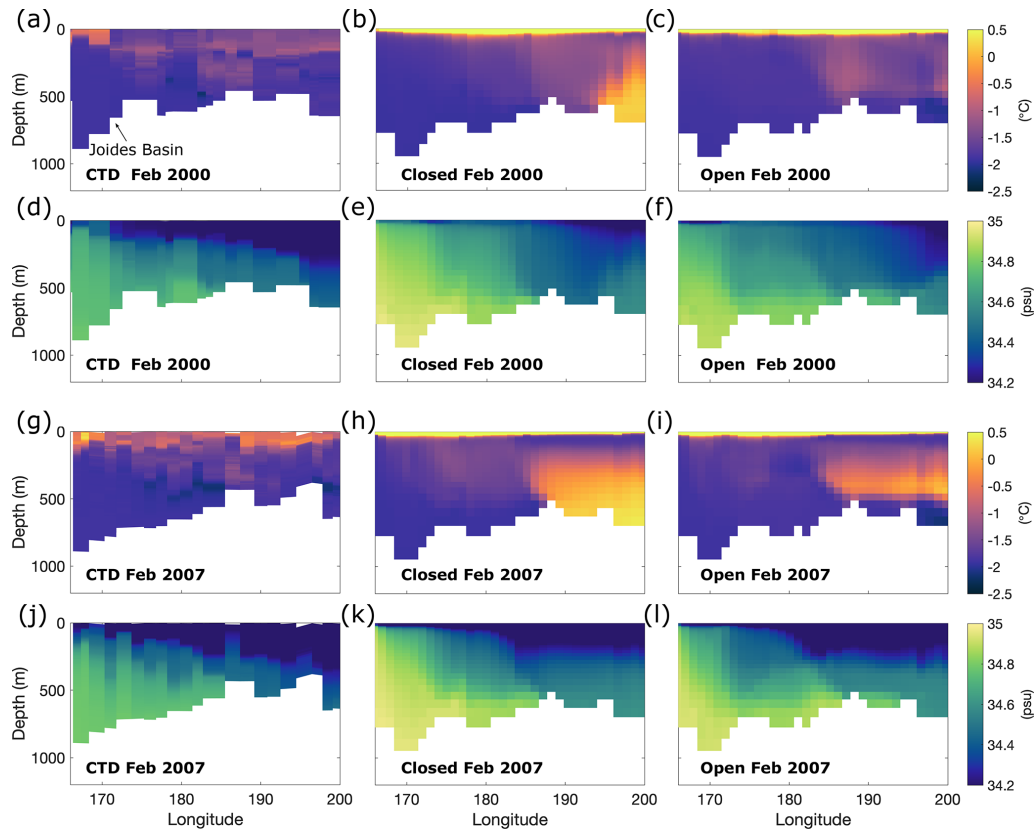 (a) (b) (c)
0 0.5
Depth (m) 500 0
-0.5
-1 (°C)
-1.5
Joides Basin
1000 -2
CTD Feb 2000 Closed Feb 2000 Open Feb 2000
-2.5
(d) (e) (f)
0 35
Depth (m) 500 34.8
34.6 (psu)
34.4
1000
CTD Feb 2000 Closed Feb 2000 Open Feb 2000
34.2
(g) (h) (i)
0 0.5
Depth (m) 500 0
-0.5
-1 (°C)
-1.5
1000 -2
CTD Feb 2007 Closed Feb 2007 Open Feb 2007
-2.5
(j) (k) (l)
0 35
Depth (m) 500 34.8
34.6 (psu)
34.4
1000
CTD Feb 2007 Closed Feb 2007 Open Feb 2007
34.2
170 180 190 200 170 180 190 200 170 180 190 200
Longitude Longitude Longitude